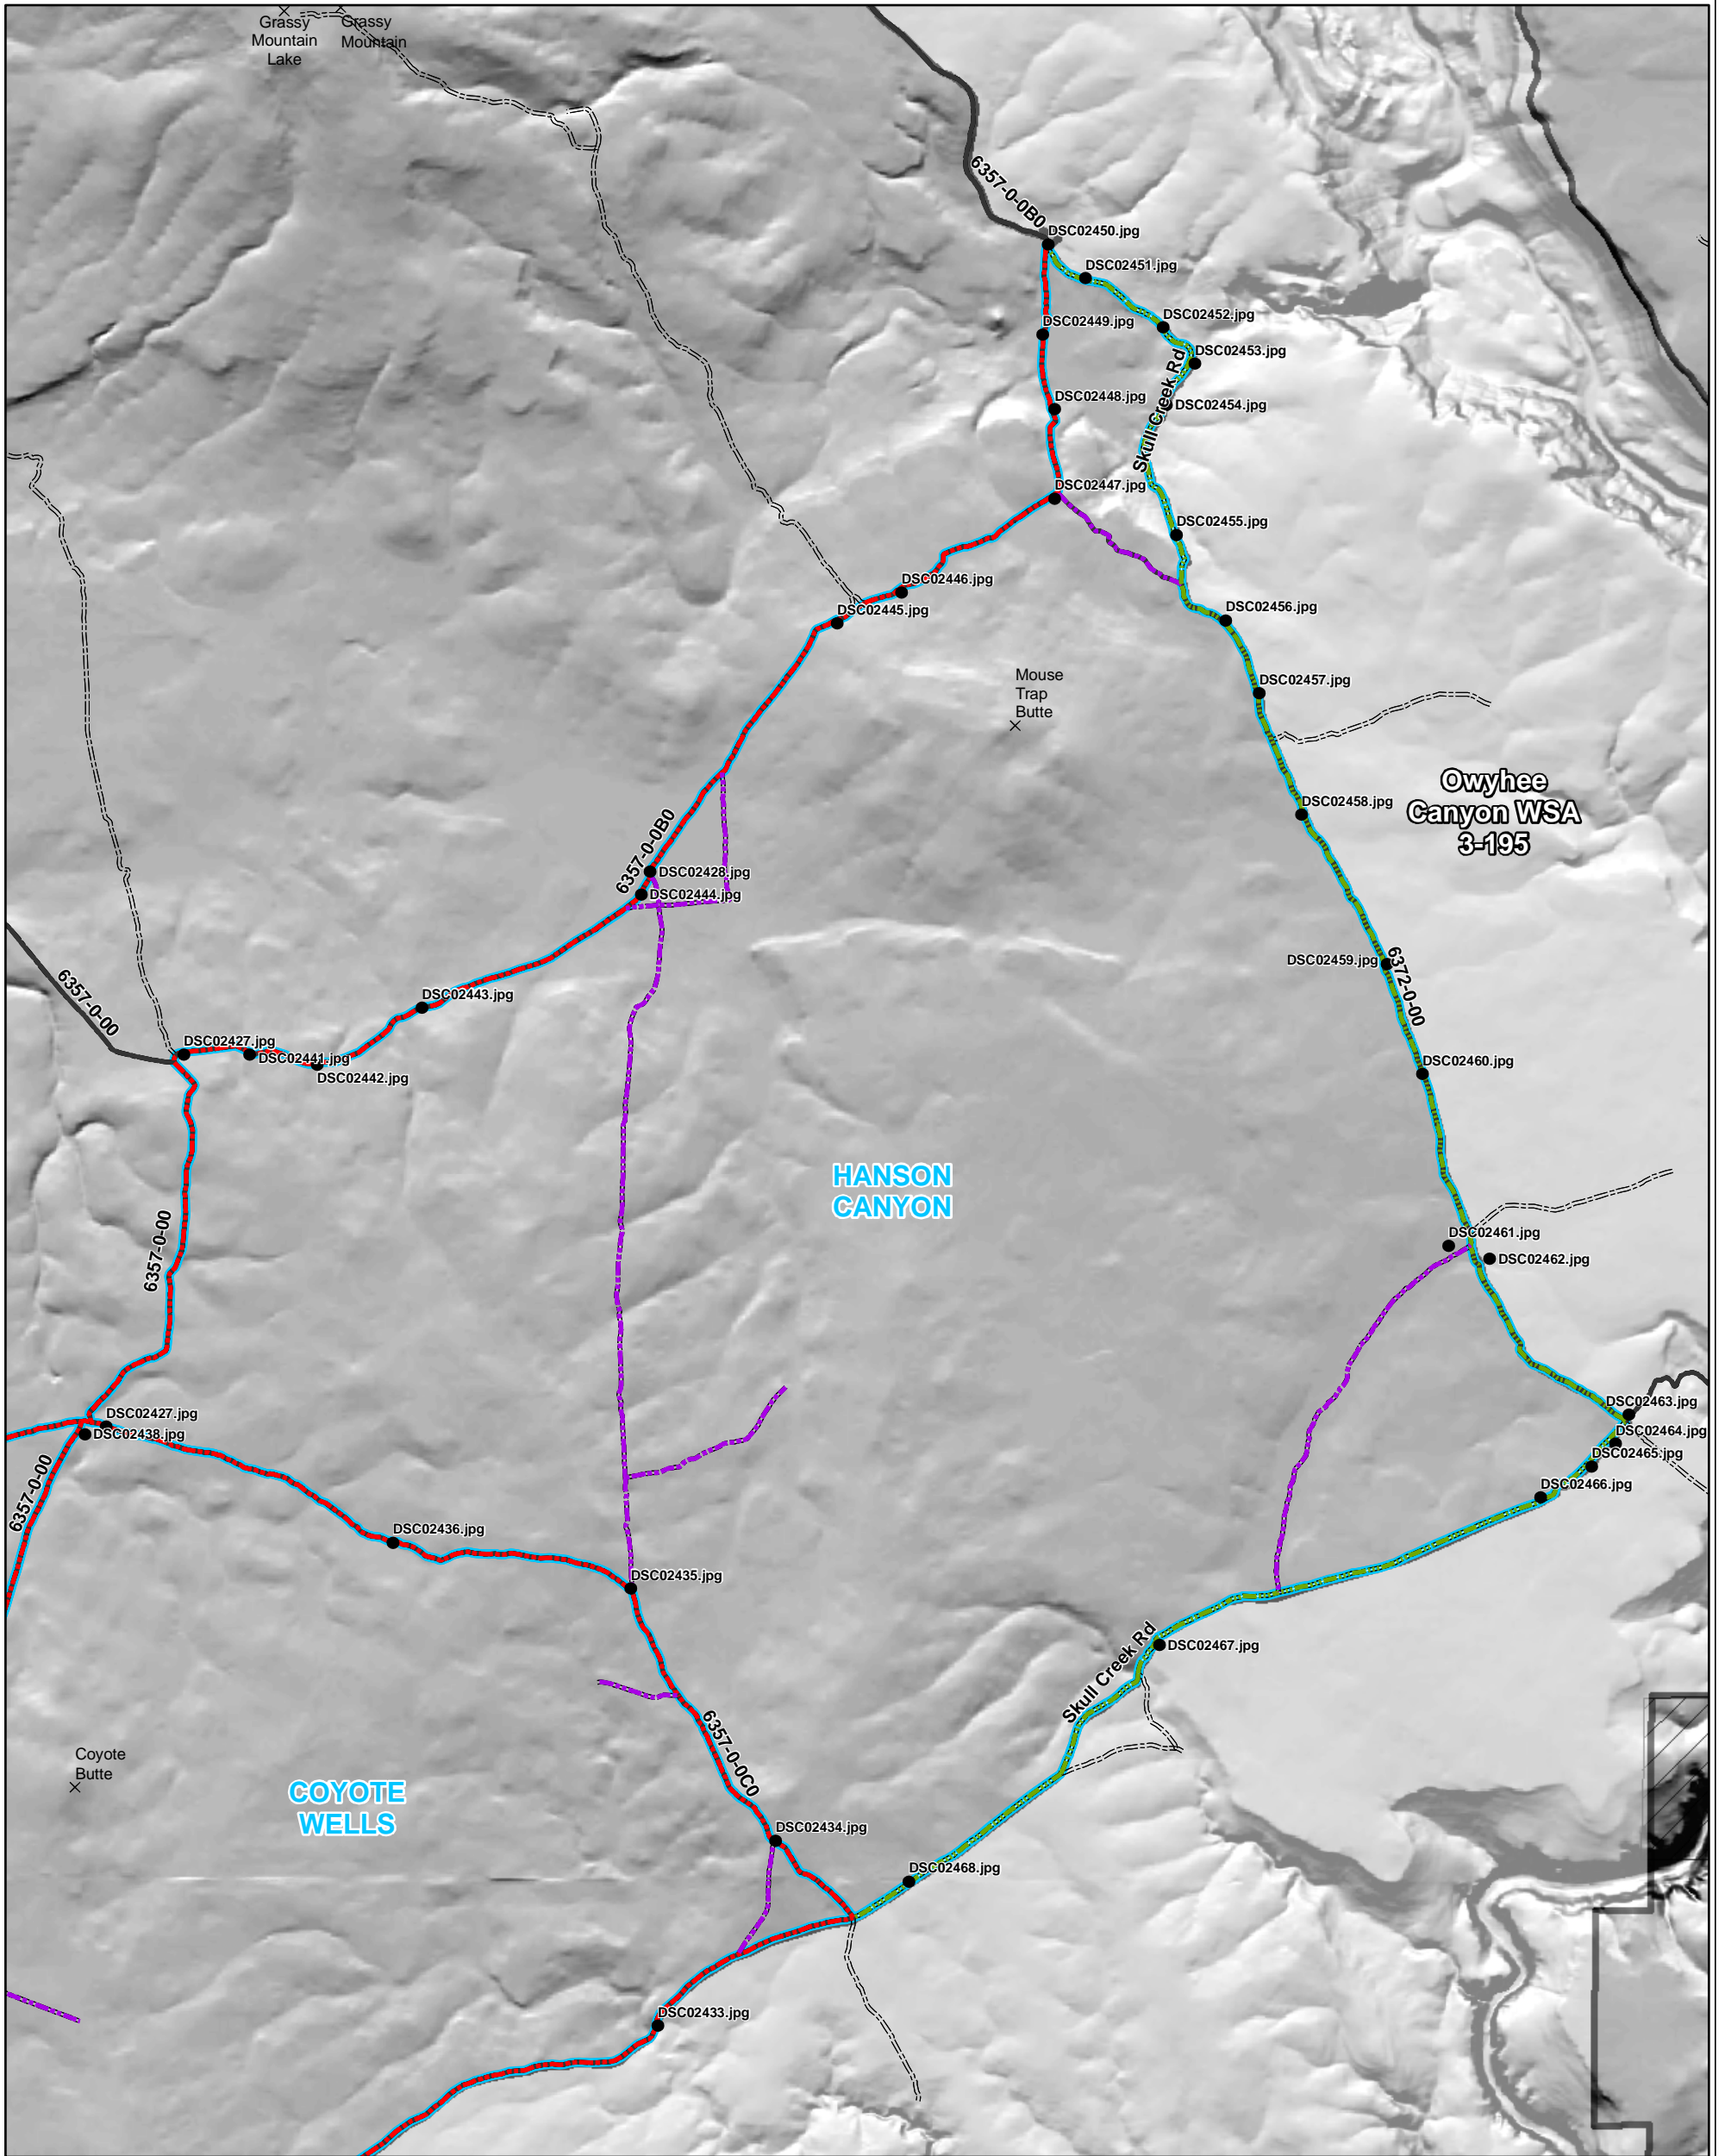 Grassy
Mountain
Lake
Grassy
Mountain
6357-0-0B0
DSC02450.jpg
DSC02451.jpg
DSC02452.jpg
DSC02449.jpg
DSC02453.jpg
Skull Creek Rd
DSC02448.jpg
DSC02454.jpg
DSC02447.jpg
DSC02455.jpg
DSC02446.jpg
DSC02445.jpg
DSC02456.jpg
Mouse
Trap
Butte
DSC02457.jpg
Owyhee
Canyon WSA
3-195
DSC02458.jpg
6357-0-0B0
DSC02428.jpg
DSC02444.jpg
DSC02459.jpg
6372-0-00
6357-0-00
DSC02443.jpg
DSC02427.jpg
DSC02441.jpg
DSC02442.jpg
DSC02460.jpg
HANSON
CANYON
6357-0-00
DSC02461.jpg
DSC02462.jpg
DSC02463.jpg
DSC02427.jpg
DSC02438.jpg
DSC02464.jpg
DSC02465.jpg
DSC02466.jpg
6357-0-00
DSC02436.jpg
DSC02435.jpg
Skull Creek Rd
DSC02467.jpg
6357-0-0C0
Coyote
Butte
COYOTE
WELLS
DSC02434.jpg
DSC02468.jpg
DSC02433.jpg